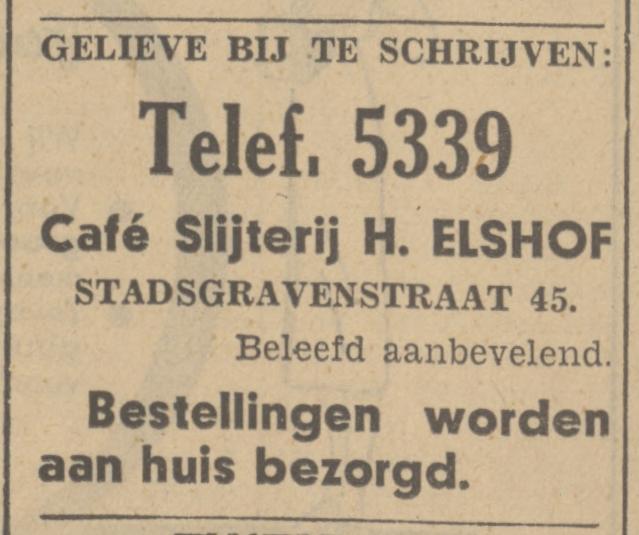 GELIEVE BIJ TE SCHRIJVEN:
Telef. 5339
Café Slijterij H. ELSHOF
STADSGRAVENSTRAAT 45.
Beleefd aanbevelend.
Bestellingen worden
aan huis bezorgd.